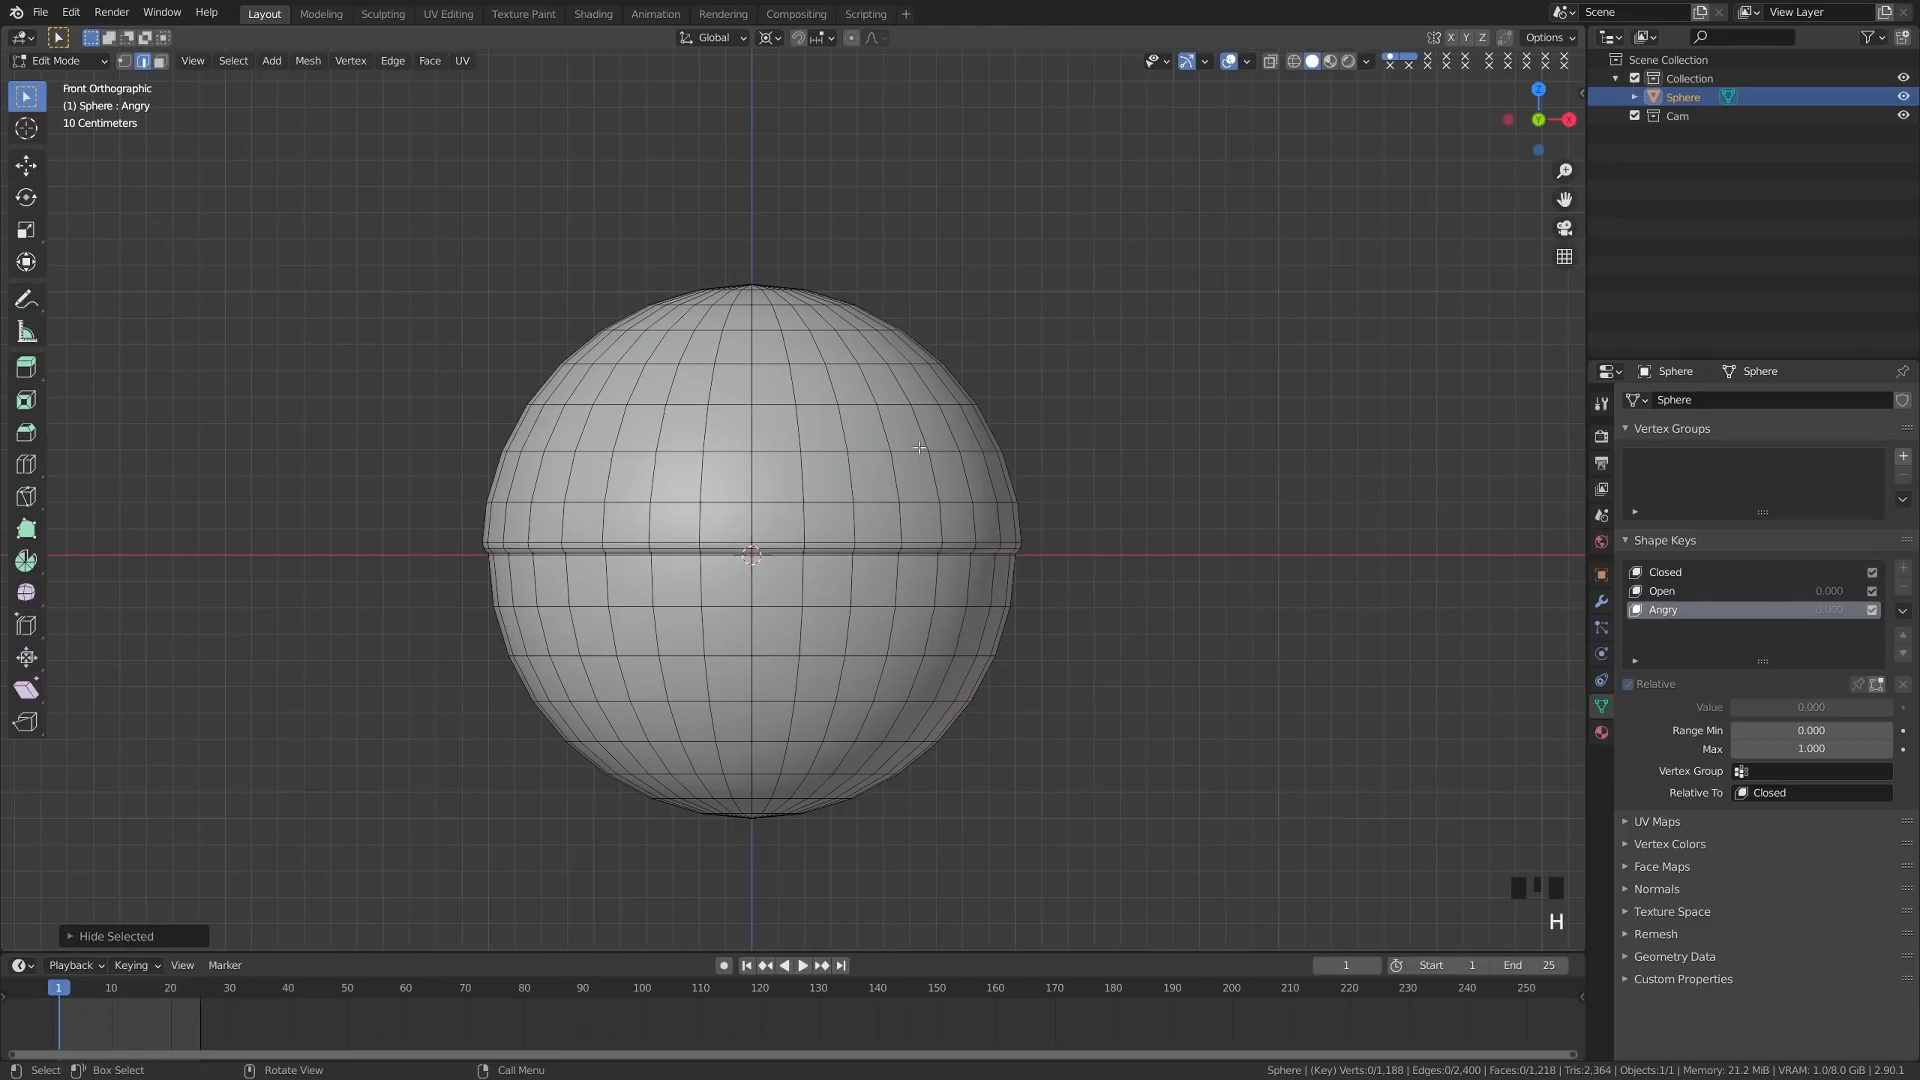 File Edit Render Window Help Layout Modeling Sculpting UV Editing Texture Paint Shading Animation Rendering Compositing Scripting + Scene View Layer
Global X Y Z Options
Edit Mode View Select Add Mesh Vertex Edge Face UV
Front Orthographic
(1) Sphere : Angry
10 Centimeters
Z
Y
X
Scene Collection
Collection
Sphere
Cam
Sphere Sphere
Sphere
Vertex Groups
Shape Keys
Closed
Open 0.000
Angry 0.000
Relative
Value 0.000
Range Min 0.000
Max 1.000
Vertex Group
Relative To Closed
UV Maps
Vertex Colors
Face Maps
Normals
Texture Space
Remesh
Geometry Data
Custom Properties
H
Hide Selected
Playback Keying View Marker 1 Start 1 End 25
1 10 20 30 40 50 60 70 80 90 100 110 120 130 140 150 160 170 180 190 200 210 220 230 240 250
Select Box Select Rotate View Call Menu Sphere | (Key) Verts:0/1,188 | Edges:0/2,400 | Faces:0/1,218 | Tris:2,364 | Objects:1/1 | Memory: 21.2 MiB | VRAM: 1.0/8.0 GiB | 2.90.1